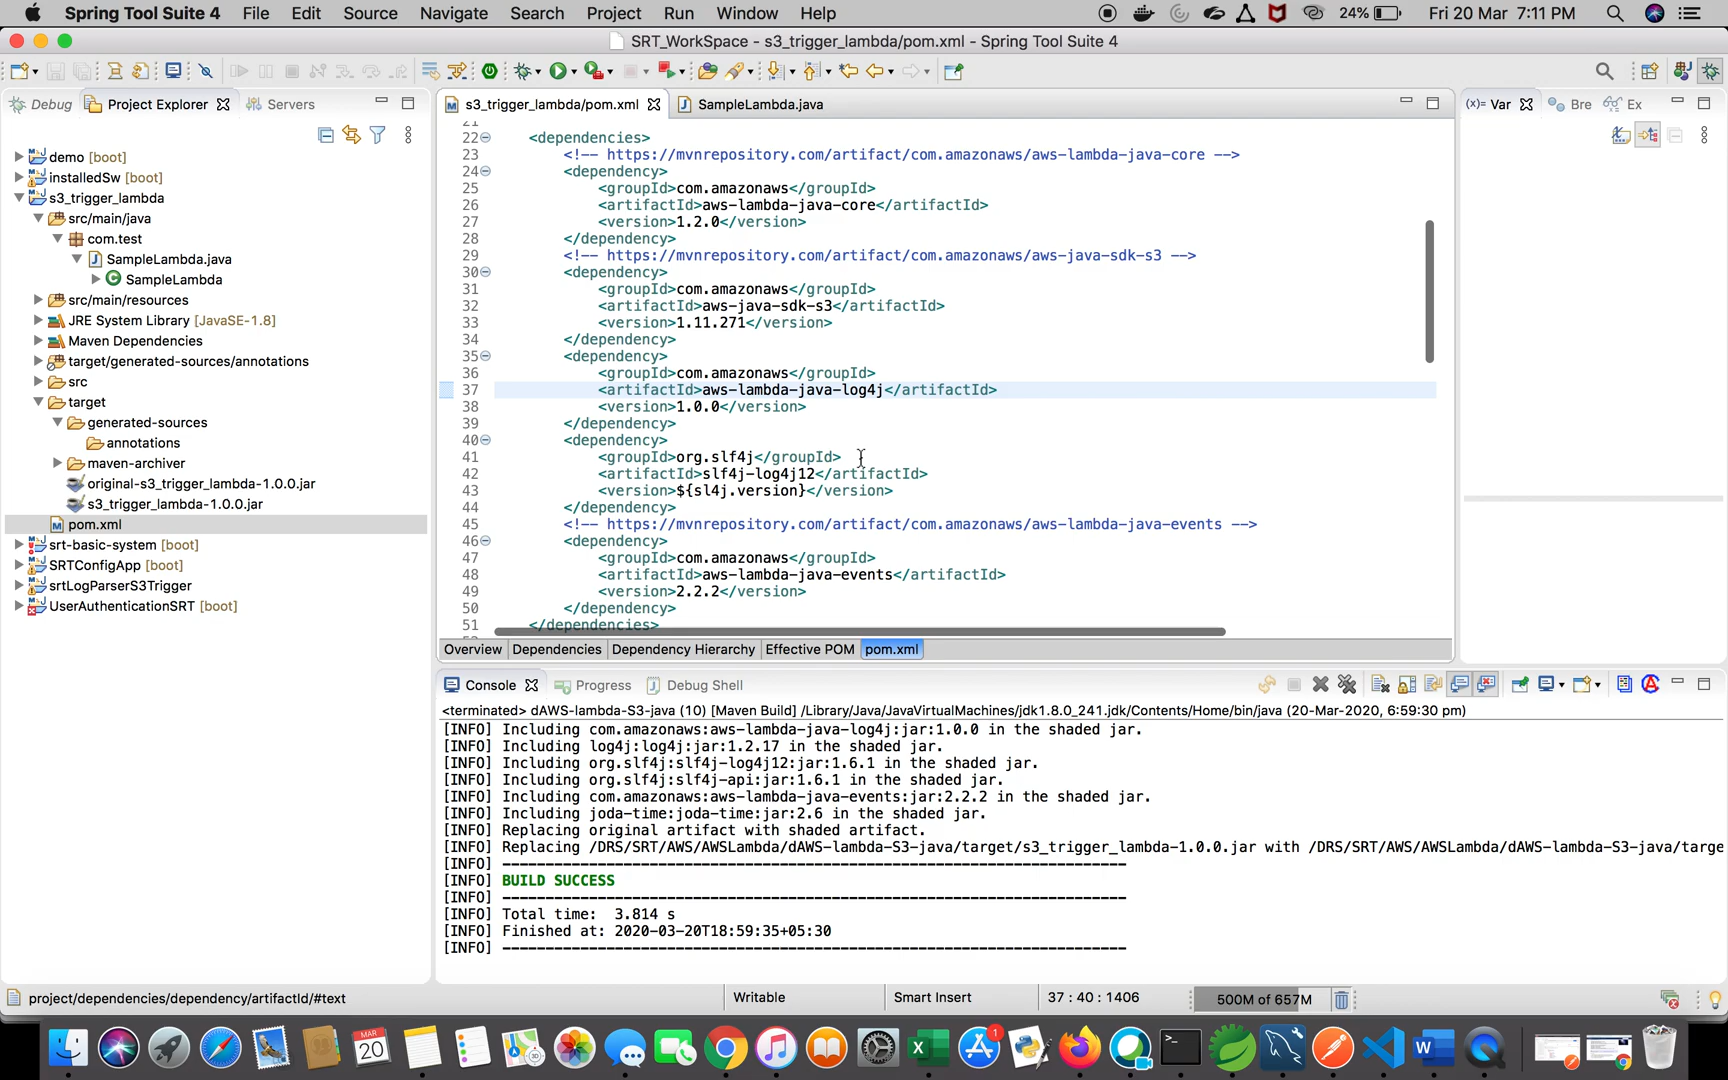 Spring Tool Suite 4 File Edit Source Navigate Search Project Run Window Help 24% Fri 20 Mar 7:11 PM
SRT_WorkSpace - s3_trigger_lambda/pom.xml - Spring Tool Suite 4
Debug Project Explorer Servers
demo [boot]
installedSw [boot]
s3_trigger_lambda
src/main/java
com.test
SampleLambda.java
SampleLambda
src/main/resources
JRE System Library [JavaSE-1.8]
Maven Dependencies
target/generated-sources/annotations
src
target
generated-sources
annotations
maven-archiver
original-s3_trigger_lambda-1.0.0.jar
s3_trigger_lambda-1.0.0.jar
pom.xml
srt-basic-system [boot]
SRTConfigApp [boot]
srtLogParserS3Trigger
UserAuthenticationSRT [boot]
s3_trigger_lambda/pom.xml SampleLambda.java
21
22 <dependencies>
23 <!-- https://mvnrepository.com/artifact/com.amazonaws/aws-lambda-java-core -->
24 <dependency>
25 <groupId>com.amazonaws</groupId>
26 <artifactId>aws-lambda-java-core</artifactId>
27 <version>1.2.0</version>
28 </dependency>
29 <!-- https://mvnrepository.com/artifact/com.amazonaws/aws-java-sdk-s3 -->
30 <dependency>
31 <groupId>com.amazonaws</groupId>
32 <artifactId>aws-java-sdk-s3</artifactId>
33 <version>1.11.271</version>
34 </dependency>
35 <dependency>
36 <groupId>com.amazonaws</groupId>
37 <artifactId>aws-lambda-java-log4j</artifactId>
38 <version>1.0.0</version>
39 </dependency>
40 <dependency>
41 <groupId>org.slf4j</groupId>
42 <artifactId>slf4j-log4j12</artifactId>
43 <version>${sl4j.version}</version>
44 </dependency>
45 <!-- https://mvnrepository.com/artifact/com.amazonaws/aws-lambda-java-events -->
46 <dependency>
47 <groupId>com.amazonaws</groupId>
48 <artifactId>aws-lambda-java-events</artifactId>
49 <version>2.2.2</version>
50 </dependency>
51 </dependencies>
Overview Dependencies Dependency Hierarchy Effective POM pom.xml
(x)= Var Bre Ex
Console Progress Debug Shell
<terminated> dAWS-lambda-S3-java (10) [Maven Build] /Library/Java/JavaVirtualMachines/jdk1.8.0_241.jdk/Contents/Home/bin/java (20-Mar-2020, 6:59:30 pm)
[INFO] Including com.amazonaws:aws-lambda-java-log4j:jar:1.0.0 in the shaded jar.
[INFO] Including log4j:log4j:jar:1.2.17 in the shaded jar.
[INFO] Including org.slf4j:slf4j-log4j12:jar:1.6.1 in the shaded jar.
[INFO] Including org.slf4j:slf4j-api:jar:1.6.1 in the shaded jar.
[INFO] Including com.amazonaws:aws-lambda-java-events:jar:2.2.2 in the shaded jar.
[INFO] Including joda-time:joda-time:jar:2.6 in the shaded jar.
[INFO] Replacing original artifact with shaded artifact.
[INFO] Replacing /DRS/SRT/AWS/AWSLambda/dAWS-lambda-S3-java/target/s3_trigger_lambda-1.0.0.jar with /DRS/SRT/AWS/AWSLambda/dAWS-lambda-S3-java/targe
[INFO] ------------------------------------------------------------------------
[INFO] BUILD SUCCESS
[INFO] ------------------------------------------------------------------------
[INFO] Total time:  3.814 s
[INFO] Finished at: 2020-03-20T18:59:35+05:30
[INFO] ------------------------------------------------------------------------
project/dependencies/dependency/artifactId/#text Writable Smart Insert 37 : 40 : 1406 500M of 657M
MAR
20
1